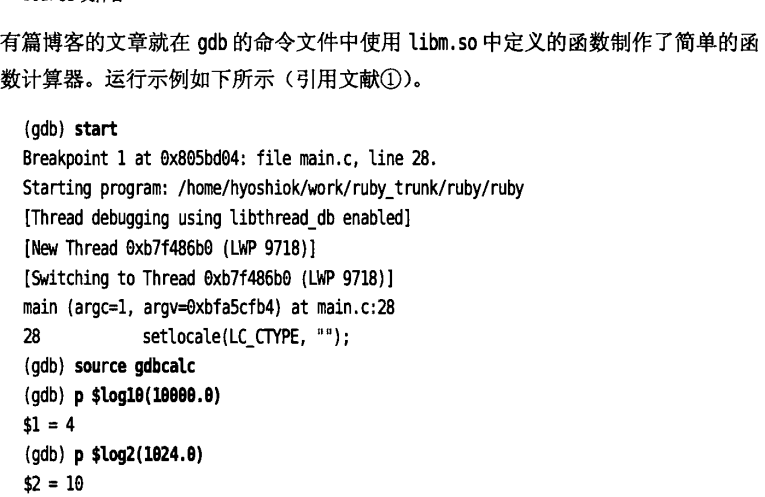 有篇博客的文章就在 gdb 的命令文件中使用 libm.so 中定义的函数制作了简单的函
数计算器。运行示例如下所示（引用文献①）。
(gdb) start
Breakpoint 1 at 0x805bd04: file main.c, line 28.
Starting program: /home/hyoshiok/work/ruby_trunk/ruby/ruby
[Thread debugging using libthread_db enabled]
[New Thread 0xb7f486b0 (LWP 9718)]
[Switching to Thread 0xb7f486b0 (LWP 9718)]
main (argc=1, argv=0xbfa5cfb4) at main.c:28
28 setlocale(LC_CTYPE, "");
(gdb) source gdbcalc
(gdb) p $log10(10000.0)
$1 = 4
(gdb) p $log2(1024.0)
$2 = 10